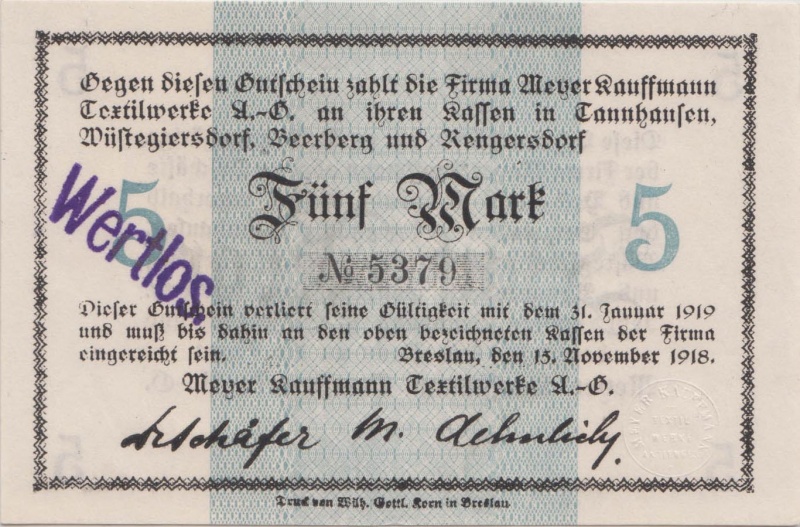 Gegen diesen Gutschein zahlt die Firma Meyer Kauffmann
Textilwerke A.-G. an ihren Kassen in Tannhausen,
Wüstegiersdorf, Beerberg und Rengersdorf
Fünf Mark
5
5
Wertlos
№ 5379
Dieser Gutschein verliert seine Gültigkeit mit dem 31. Januar 1919
und muß bis dahin an den oben bezeichneten Kassen der Firma
eingereicht sein. Breslau, den 15. November 1918.
Meyer Kauffmann Textilwerke A.-G.
Druck von Wilh. Gottl. Korn in Breslau